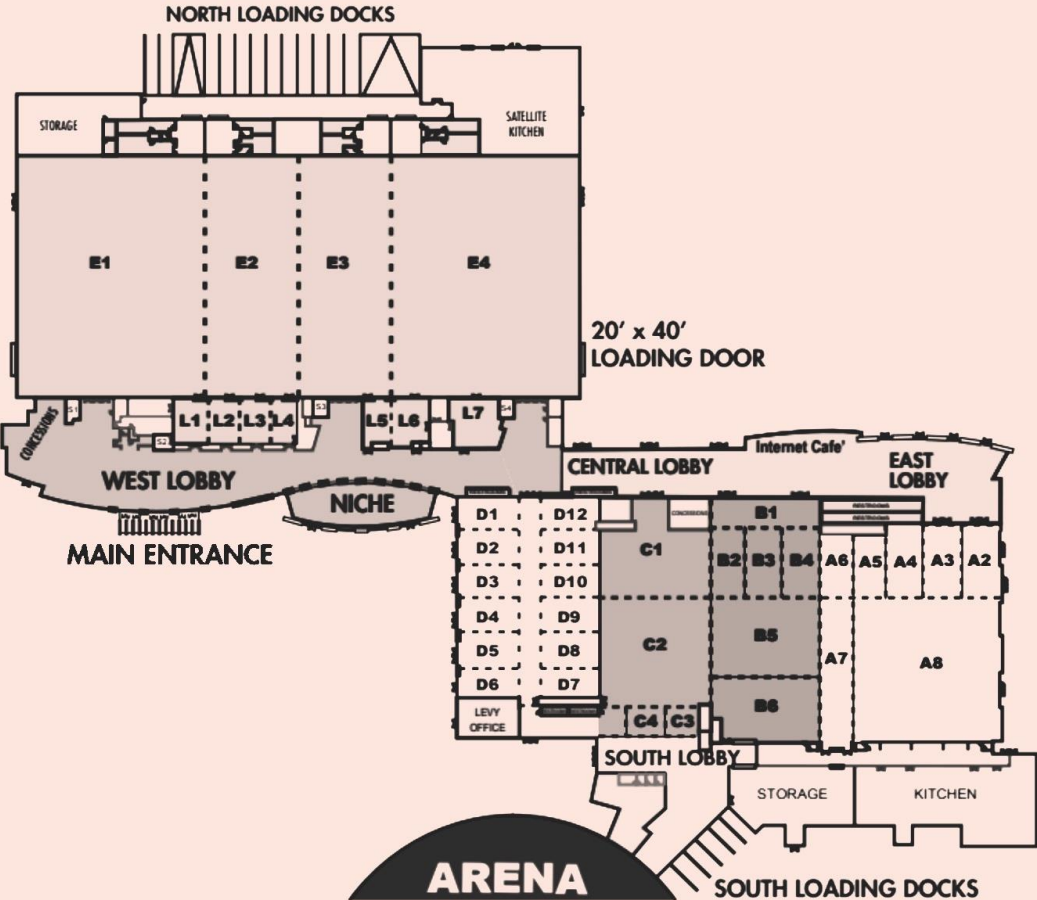 NORTH LOADING DOCKS
STORAGE
SATELLITE
KITCHEN
E1
E2
E3
E4
20' x 40'
LOADING DOOR
CONCESSIONS
S1
S2
L1
L2
L3
L4
S3
L5
L6
L7
S4
WEST LOBBY
NICHE
MAIN ENTRANCE
CENTRAL LOBBY
Internet Cafe'
EAST
LOBBY
D1
D2
D3
D4
D5
D6
D12
D11
D10
D9
D8
D7
LEVY
OFFICE
CONCESSIONS
C1
C2
C4
C3
B1
B2
B3
B4
B5
B6
RESTROOMS
RESTROOMS
A6
A5
A4
A3
A2
A7
A8
SOUTH LOBBY
STORAGE
KITCHEN
ARENA
SOUTH LOADING DOCKS